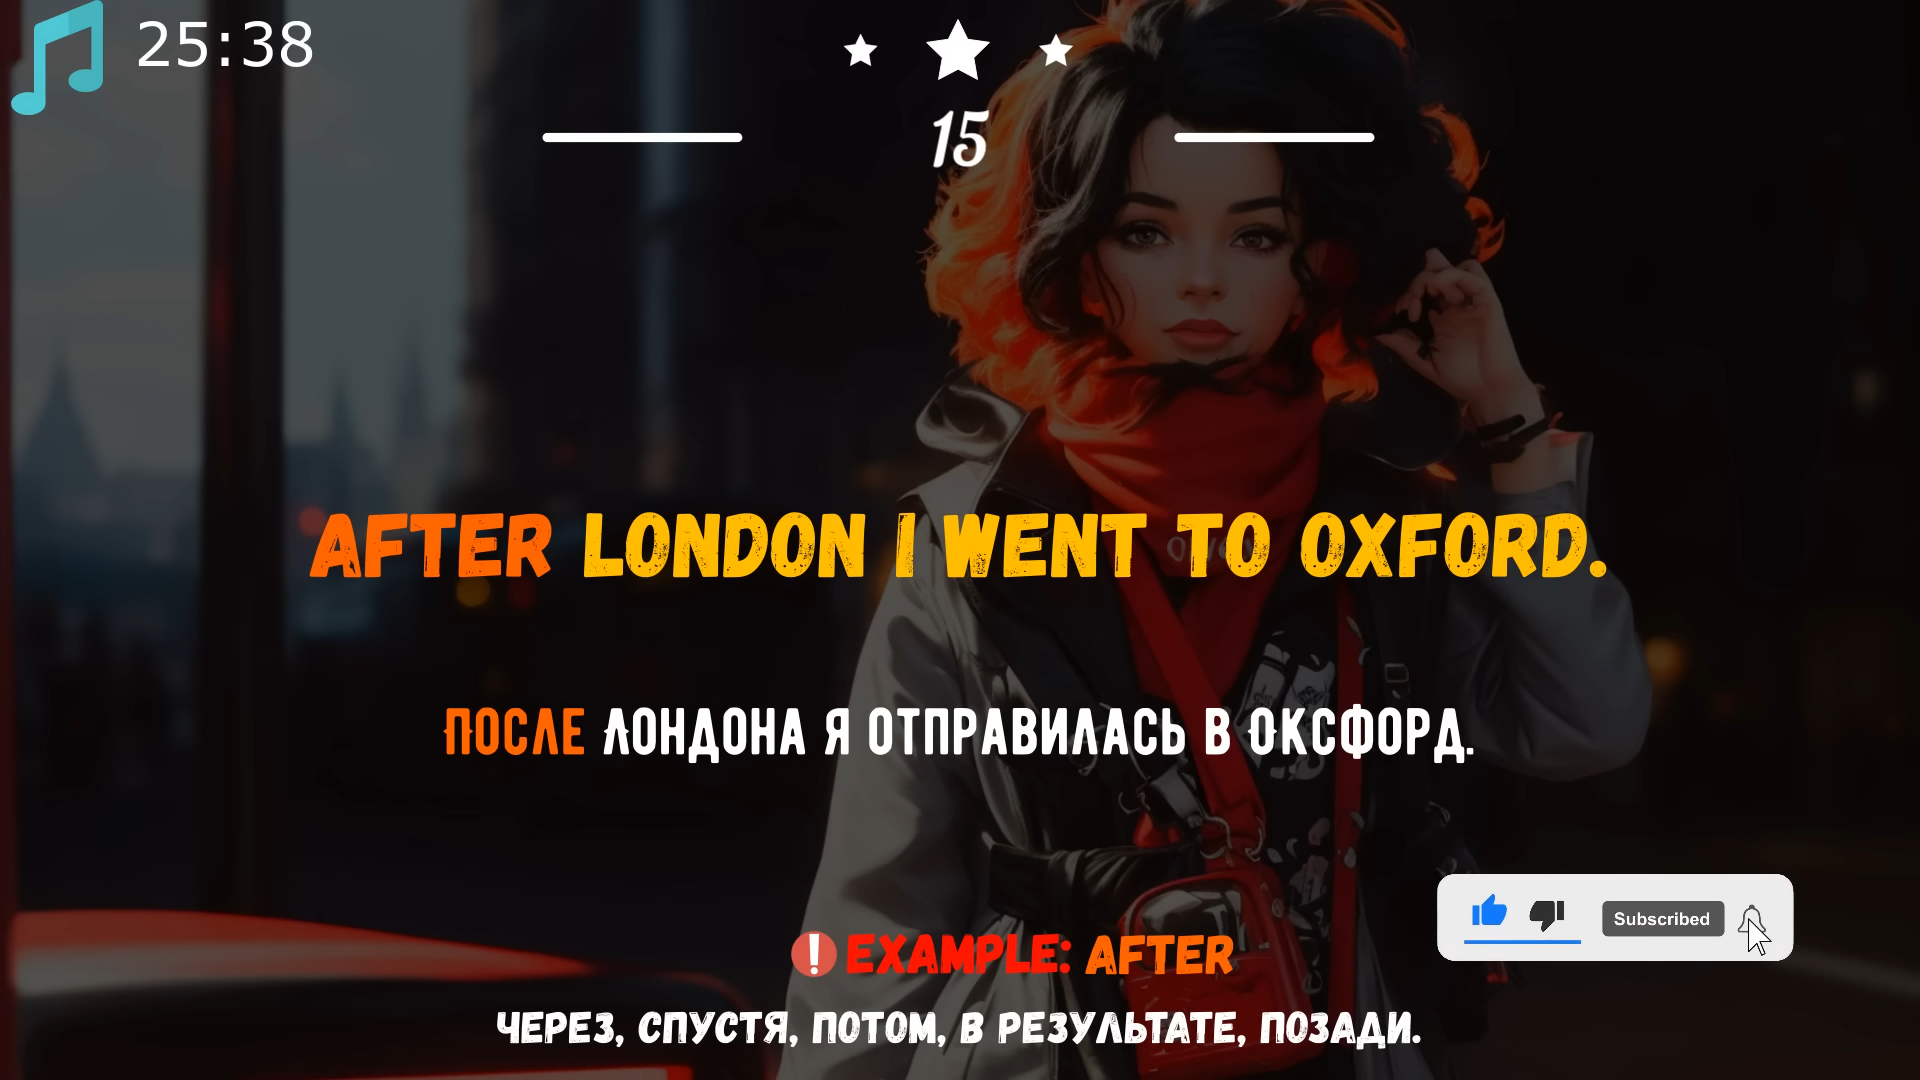 25:38
15
AFTER LONDON I WENT TO OXFORD.
ПОСЛЕ ЛОНДОНА Я ОТПРАВИЛАСЬ В ОКСФОРД.
Subscribed
EXAMPLE: AFTER
ЧЕРЕЗ, СПУСТЯ, ПОТОМ, В РЕЗУЛЬТАТЕ, ПОЗАДИ.